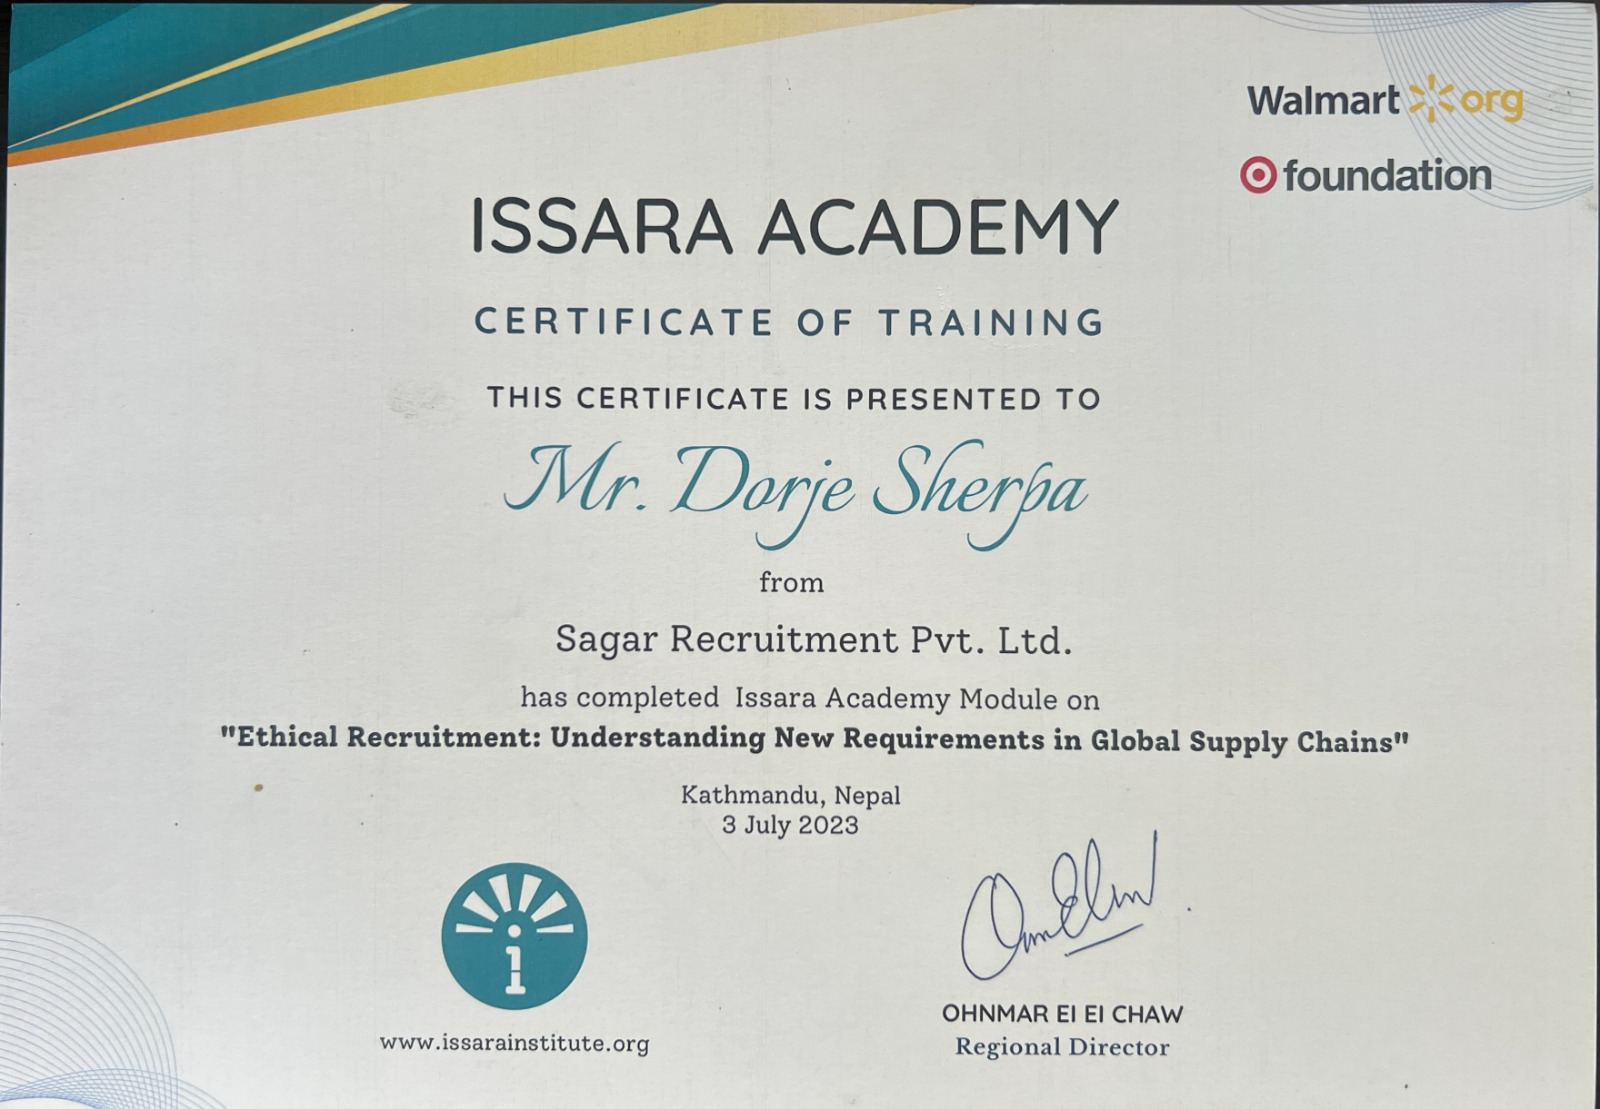 Walmart org
foundation
ISSARA ACADEMY
CERTIFICATE OF TRAINING
THIS CERTIFICATE IS PRESENTED TO
Mr. Dorje Sherpa
from
Sagar Recruitment Pvt. Ltd.
has completed Issara Academy Module on
"Ethical Recruitment: Understanding New Requirements in Global Supply Chains"
Kathmandu, Nepal
3 July 2023
i
www.issarainstitute.org
OHNMAR EI EI CHAW
Regional Director